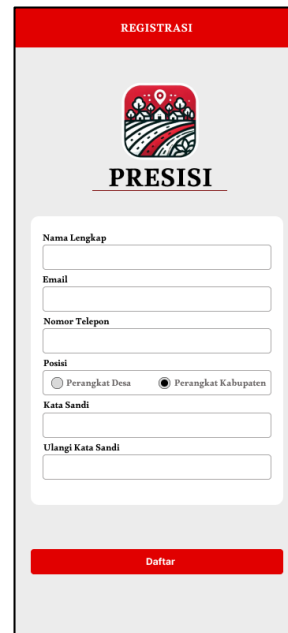 REGISTRASI
PRESISI
Nama Lengkap
Email
Nomor Telepon
Posisi
Perangkat Desa Perangkat Kabupaten
Kata Sandi
Ulangi Kata Sandi
Daftar